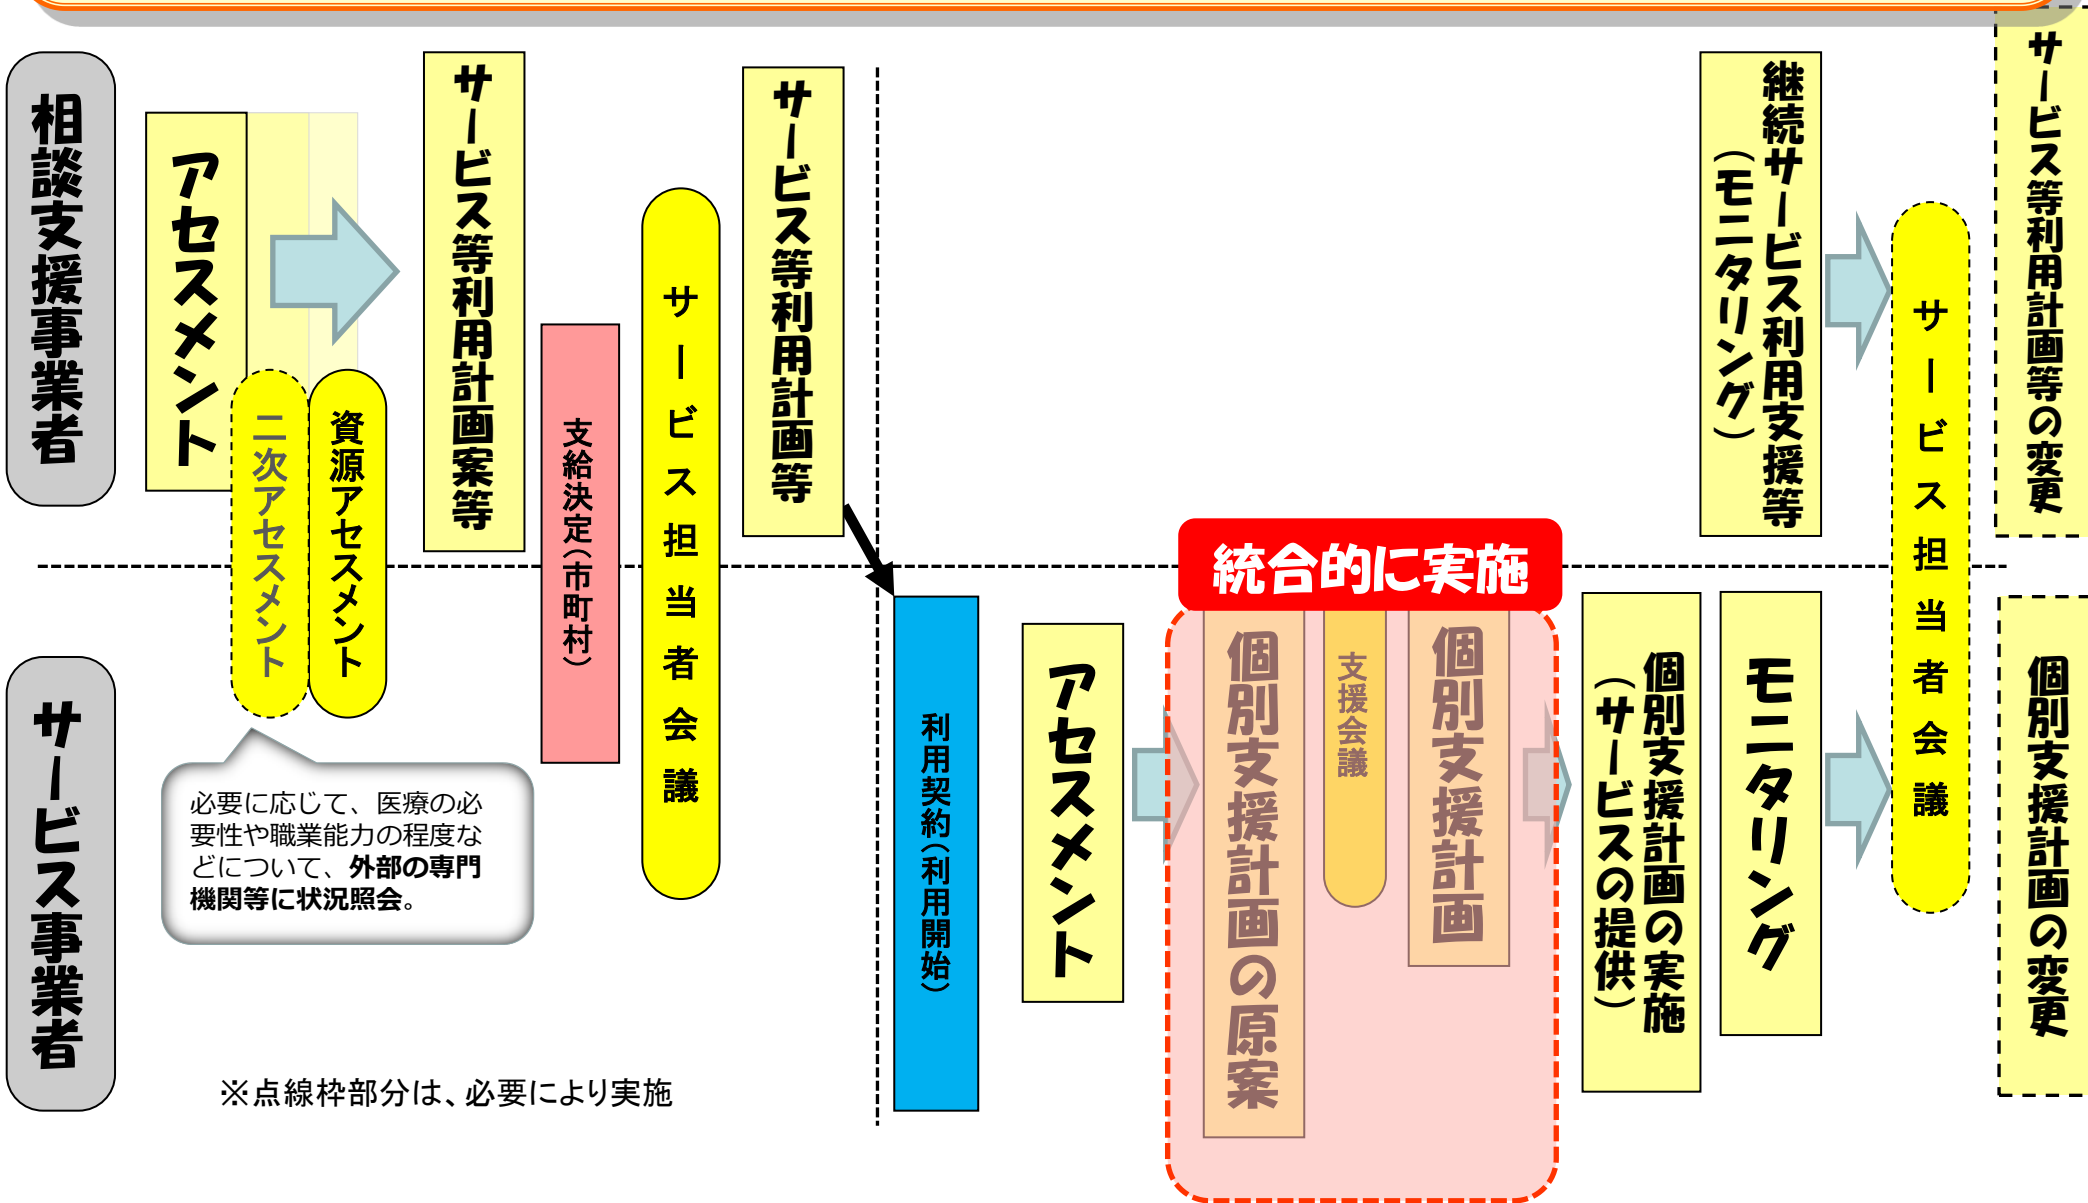 相談支援事業者
アセスメント
二次アセスメント
資源アセスメント
サービス等利用計画案等
支給決定(市町村)
サービス担当者会議
サービス等利用計画等
継続サービス利用支援等
(モニタリング)
サービス担当者会議
サービス等利用計画等の変更
サービス事業者
必要に応じて、医療の必
要性や職業能力の程度な
どについて、外部の専門
機関等に状況照会。
※点線枠部分は、必要により実施
利用契約(利用開始)
アセスメント
統合的に実施
個別支援計画の原案
支援会議
個別支援計画
個別支援計画の実施
(サービスの提供)
モニタリング
個別支援計画の変更